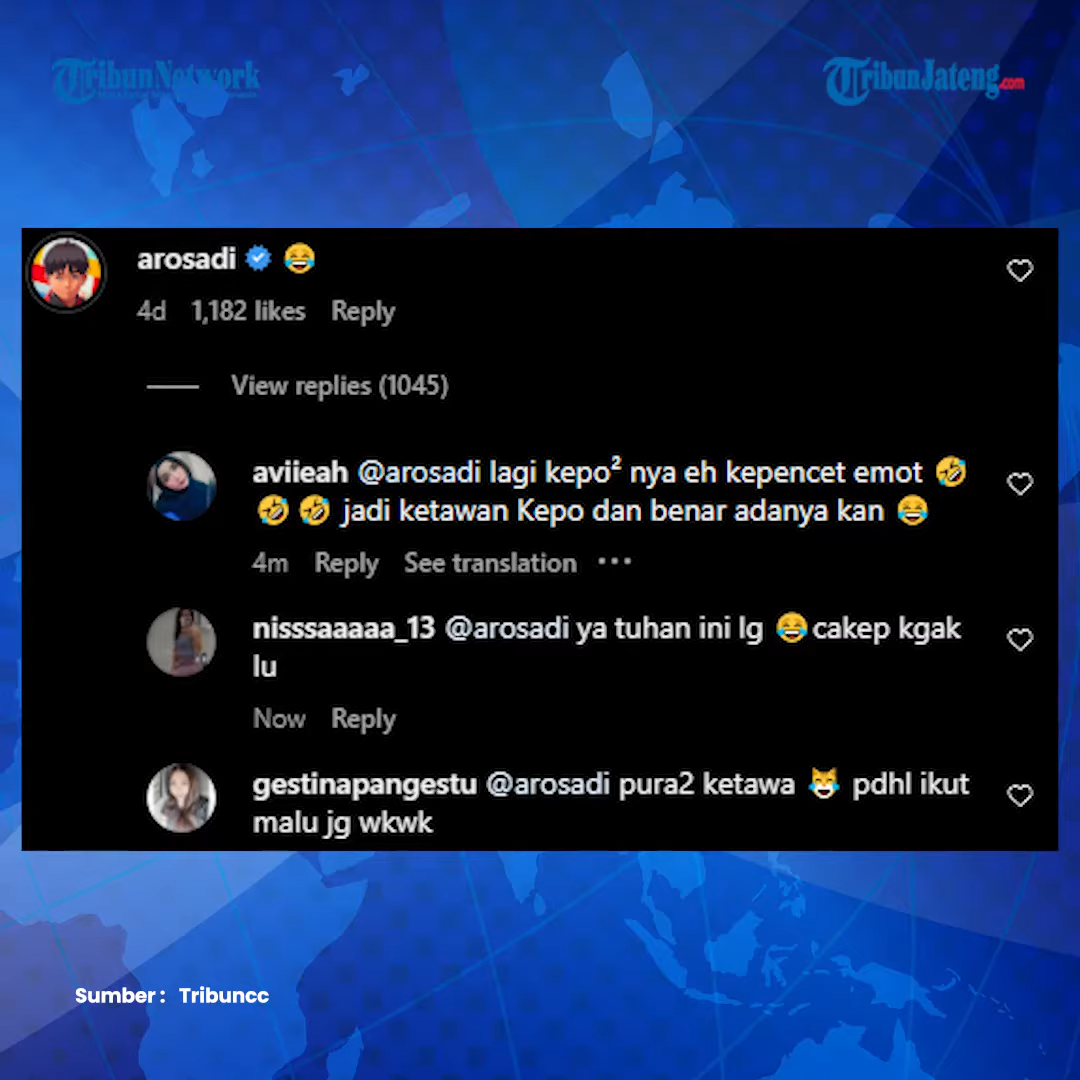 TribunNetwork
TribunJateng.com
arosadi 😂
4d 1,182 likes Reply
View replies (1045)
aviieah @arosadi lagi kepo² nya eh kepencet emot 🤣
🤣🤣 jadi ketawan Kepo dan benar adanya kan 😂
4m Reply See translation ···
nisssaaaaa_13 @arosadi ya tuhan ini lg 😂cakep kgak
lu
Now Reply
gestinapangestu @arosadi pura2 ketawa 😹 pdhl ikut
malu jg wkwk
Sumber : Tribuncc